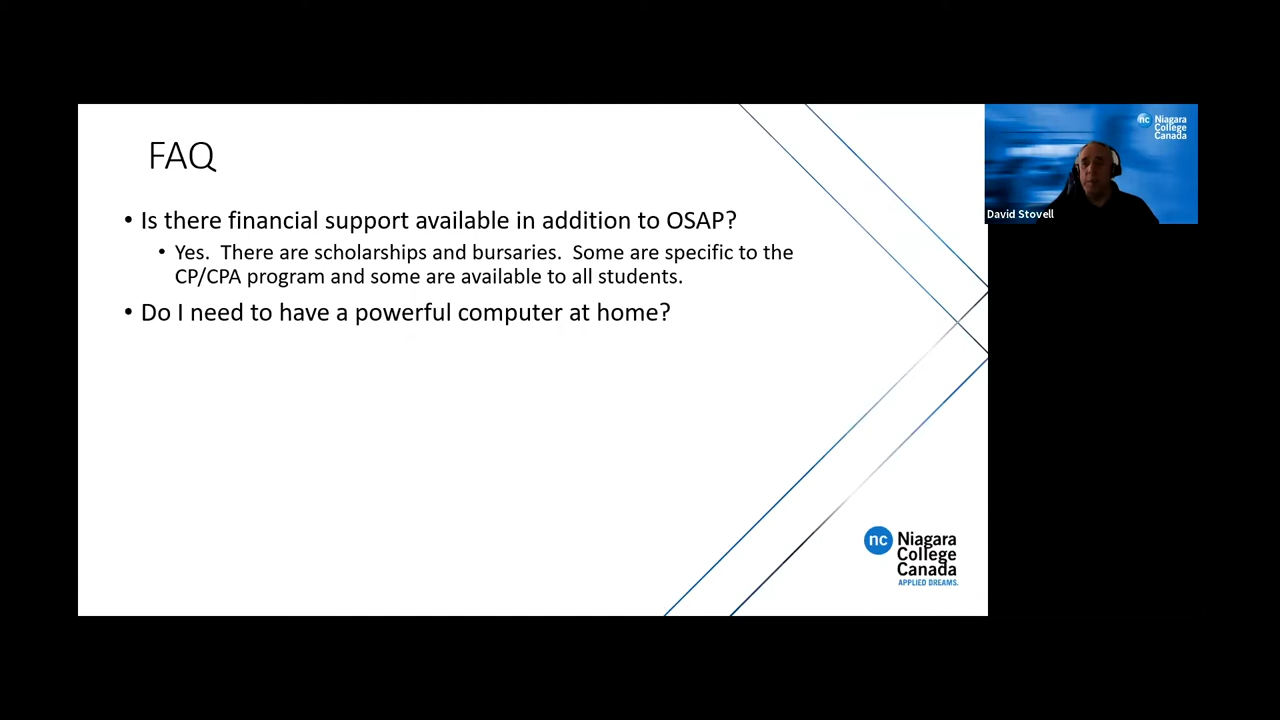 FAQ
• Is there financial support available in addition to OSAP?
• Yes. There are scholarships and bursaries. Some are specific to the
CP/CPA program and some are available to all students.
• Do I need to have a powerful computer at home?
nc Niagara
College
Canada
APPLIED DREAMS.
nc Niagara
College
Canada
David Stovell